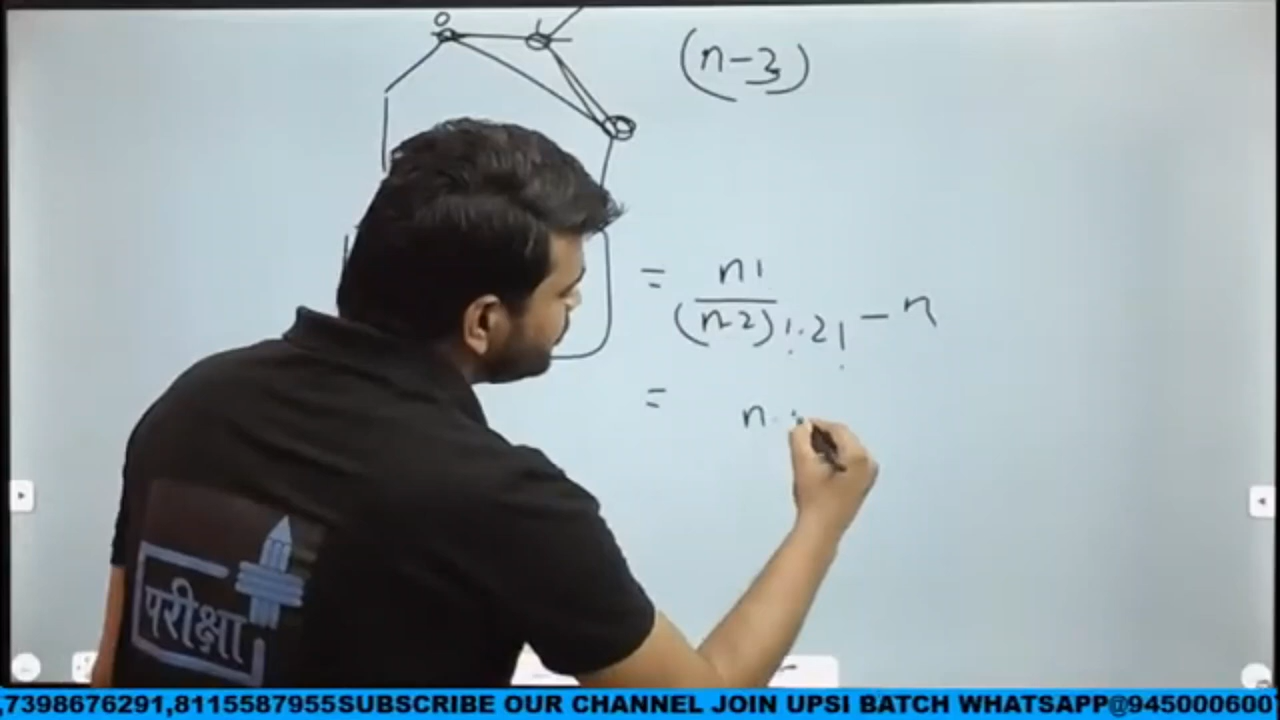 (n-3)
= n! / (n-2)!.2! - n
= n.
परीक्षा
,7398676291,8115587955SUBSCRIBE OUR CHANNEL JOIN UPSI BATCH WHATSAPP@945000600